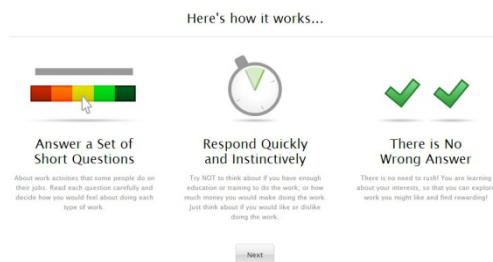 Here's how it works...
Answer a Set of
Short Questions
About work activities that some people do on
their jobs. Read each question carefully and
decide how you would feel about doing each
type of work.
Respond Quickly
and Instinctively
Try NOT to think about if you have enough
education or training to do the work; or how
much money you would make doing the work.
Just think about if you would like or dislike
doing the work.
There is No
Wrong Answer
There is no need to rush! You are learning
about your interests, so that you can explore
work you might like and find rewarding!
Next